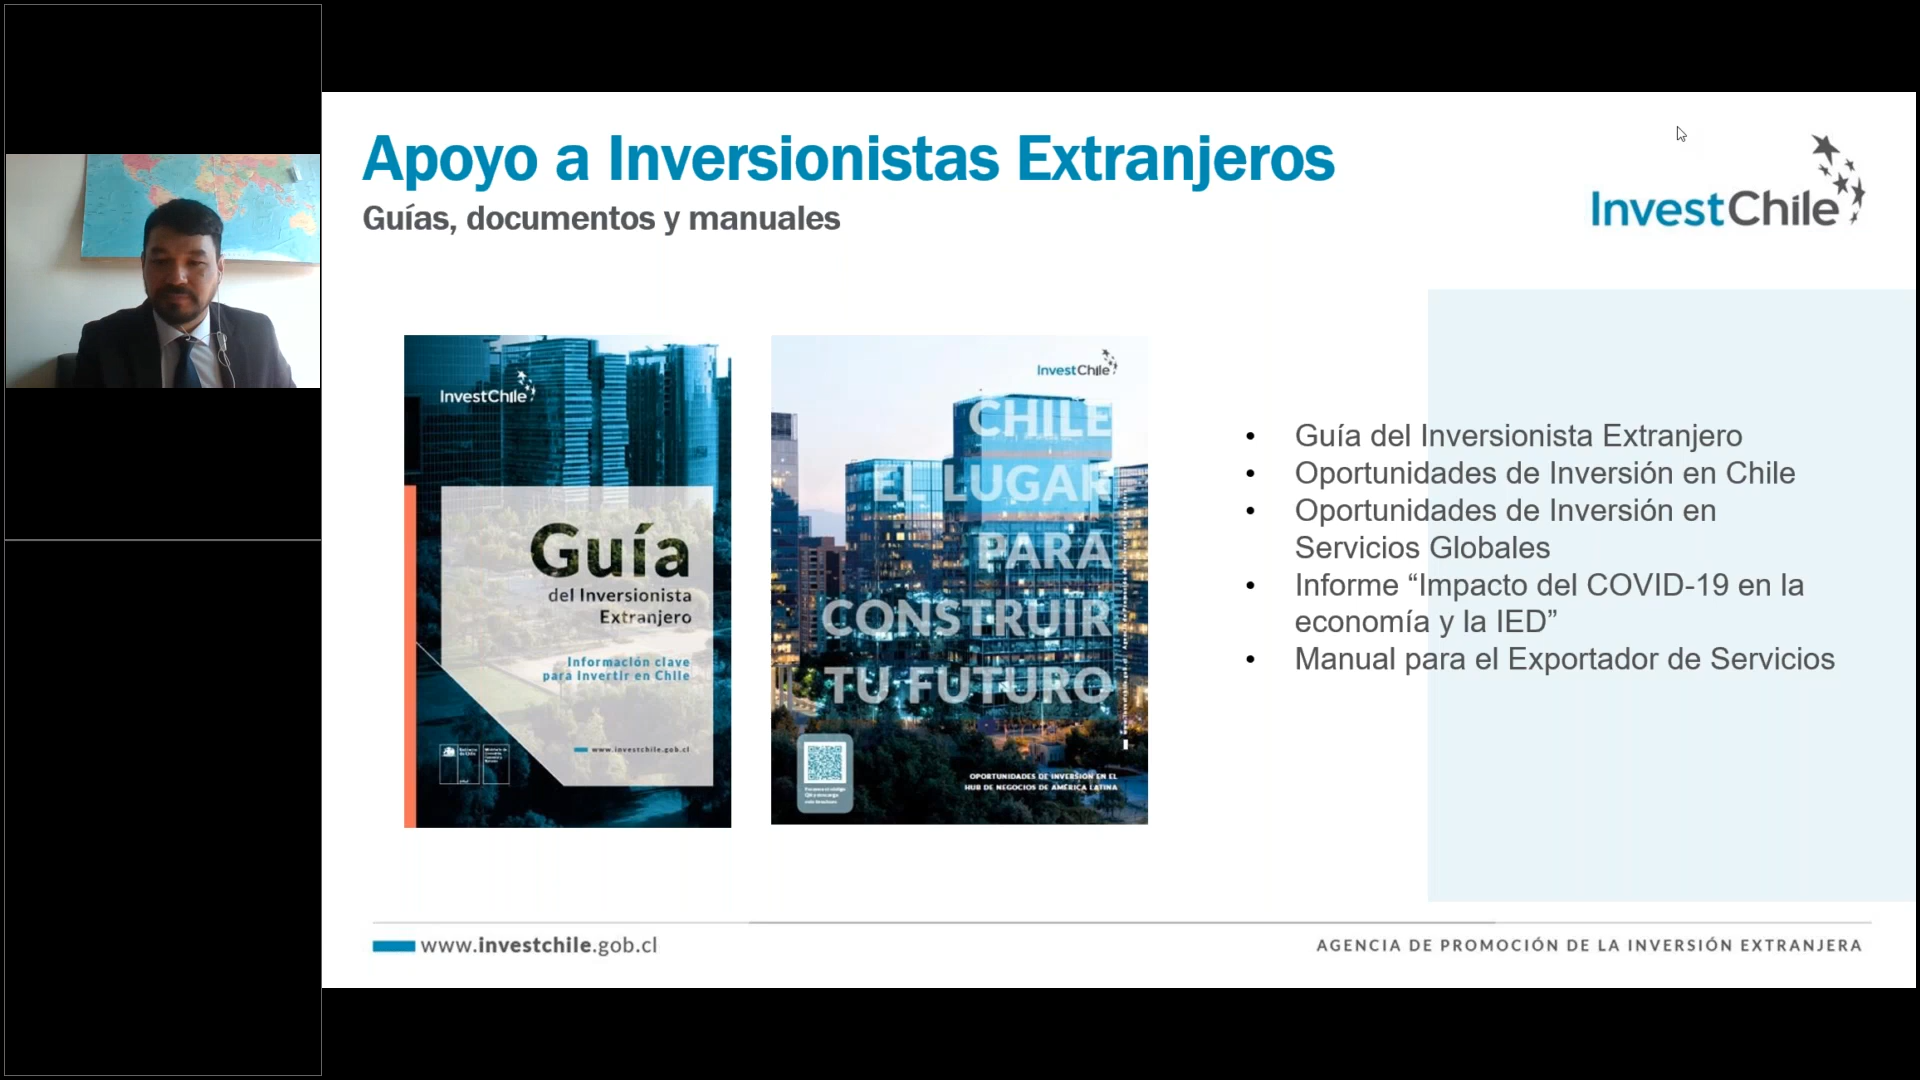 Apoyo a Inversionistas Extranjeros
Guías, documentos y manuales
InvestChile
InvestChile
Guía
del Inversionista
Extranjero
Información clave
para Invertir en Chile
www.investchile.gob.cl
InvestChile
CHILE
EL LUGAR
PARA
CONSTRUIR
TU FUTURO
OPORTUNIDADES DE INVERSIÓN EN EL
HUB DE NEGOCIOS DE AMÉRICA LATINA
• Guía del Inversionista Extranjero
• Oportunidades de Inversión en Chile
• Oportunidades de Inversión en
Servicios Globales
• Informe “Impacto del COVID-19 en la
economía y la IED”
• Manual para el Exportador de Servicios
www.investchile.gob.cl
AGENCIA DE PROMOCIÓN DE LA INVERSIÓN EXTRANJERA